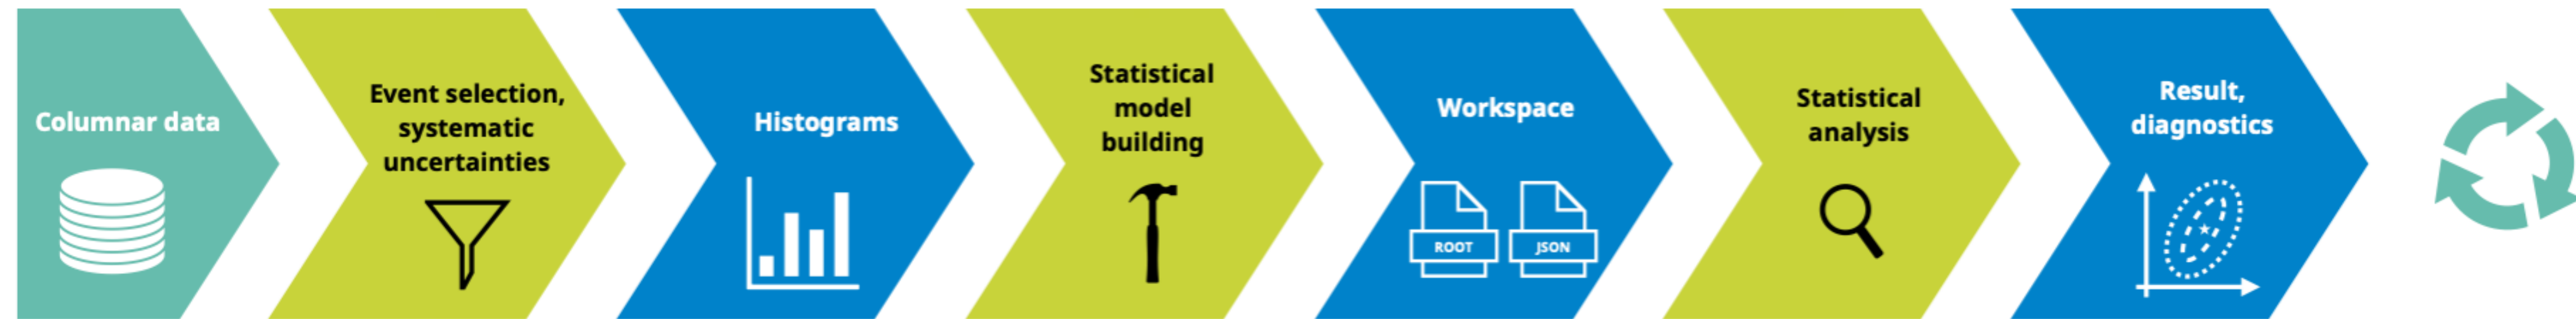 Columnar data
Event selection,
systematic
uncertainties
Histograms
Statistical
model
building
Workspace
ROOT
JSON
Statistical
analysis
Result,
diagnostics